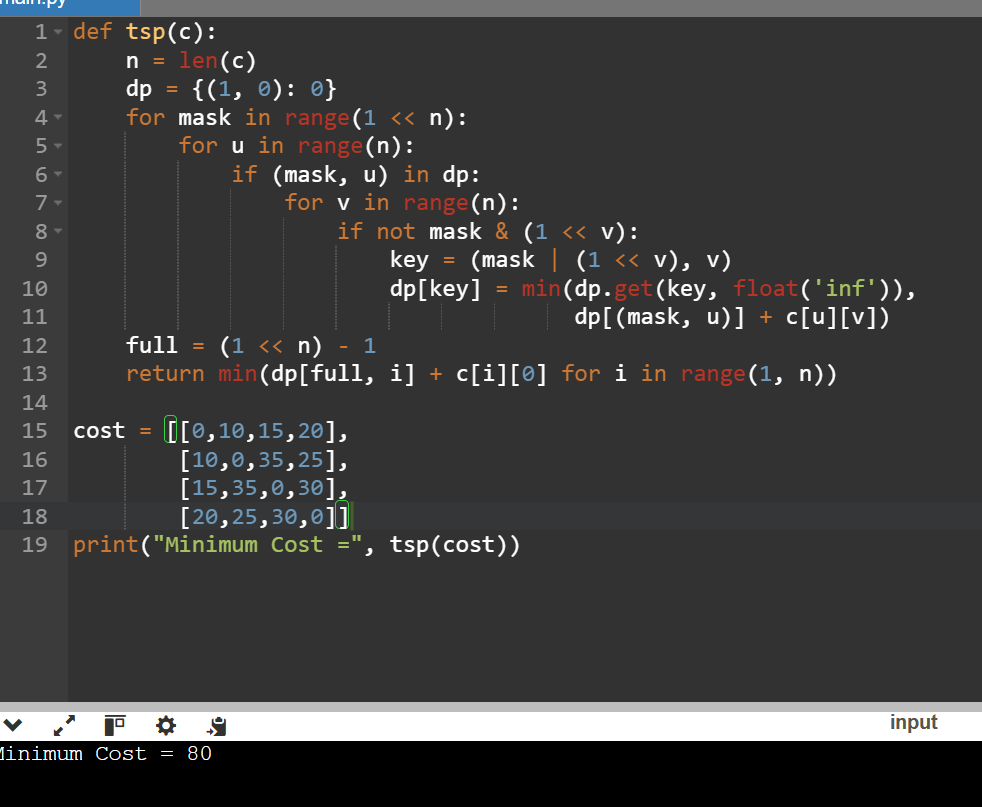 main.py
1 def tsp(c):
2     n = len(c)
3     dp = {(1, 0): 0}
4     for mask in range(1 << n):
5         for u in range(n):
6             if (mask, u) in dp:
7                 for v in range(n):
8                     if not mask & (1 << v):
9                         key = (mask | (1 << v), v)
10                         dp[key] = min(dp.get(key, float('inf')),
11                                       dp[(mask, u)] + c[u][v])
12     full = (1 << n) - 1
13     return min(dp[full, i] + c[i][0] for i in range(1, n))
14
15 cost = [[0,10,15,20],
16         [10,0,35,25],
17         [15,35,0,30],
18         [20,25,30,0]]
19 print("Minimum Cost =", tsp(cost))
input
Minimum Cost = 80